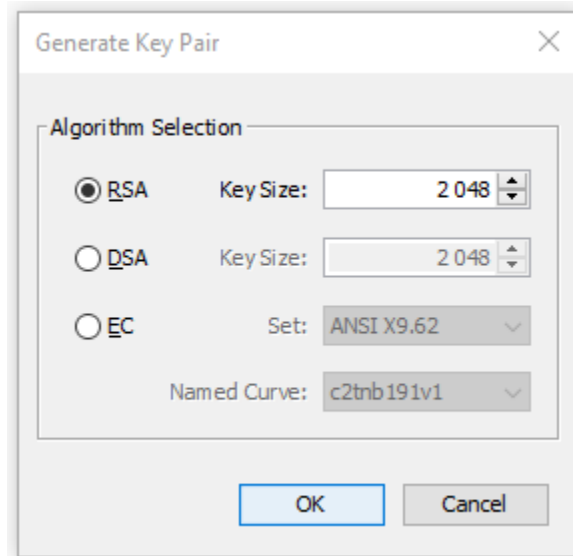 Generate Key Pair
Algorithm Selection
RSA Key Size: 2 048
DSA Key Size: 2 048
EC Set: ANSI X9.62
Named Curve: c2tnb191v1
OK Cancel